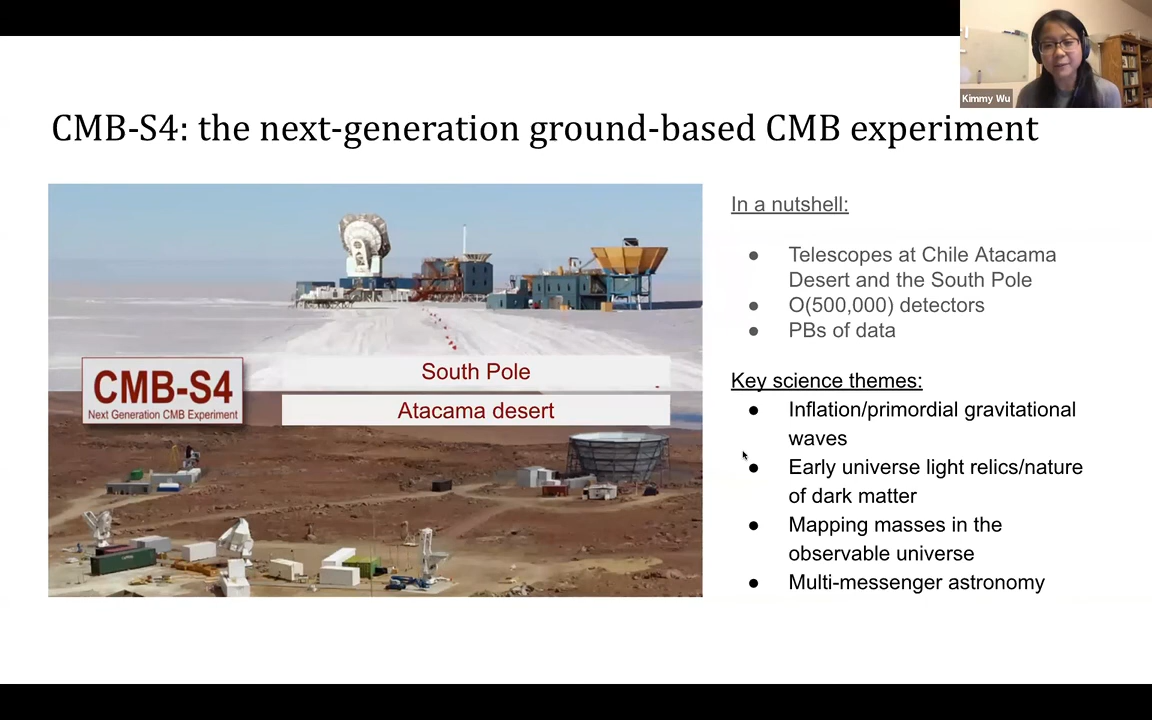 Kimmy Wu
CMB-S4: the next-generation ground-based CMB experiment
In a nutshell:
● Telescopes at Chile Atacama
Desert and the South Pole
● O(500,000) detectors
● PBs of data
Key science themes:
● Inflation/primordial gravitational
waves
● Early universe light relics/nature
of dark matter
● Mapping masses in the
observable universe
● Multi-messenger astronomy
South Pole
CMB-S4
Next Generation CMB Experiment
Atacama desert